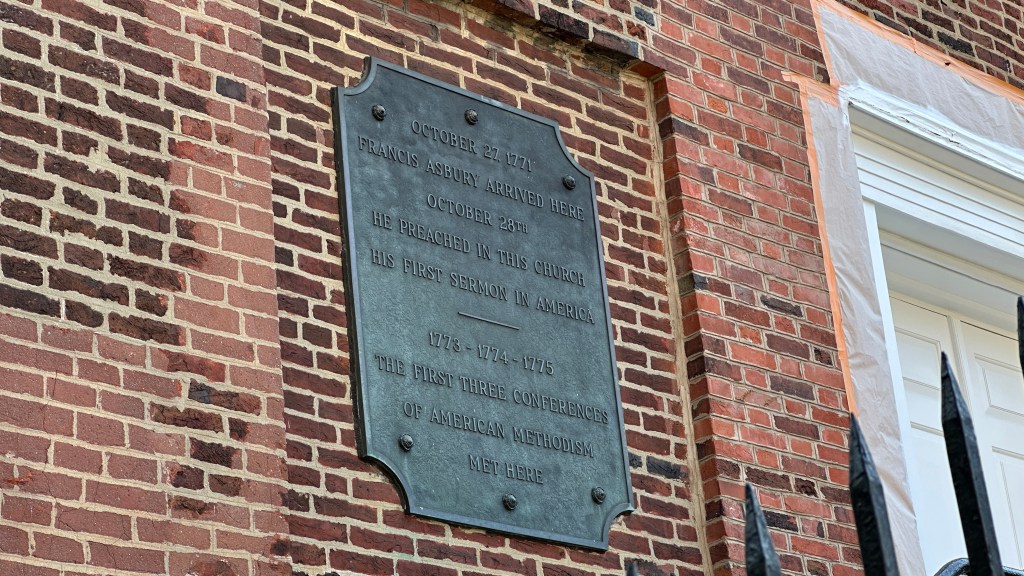 OCTOBER 27, 1771
FRANCIS ASBURY ARRIVED HERE
OCTOBER 28TH
HE PREACHED IN THIS CHURCH
HIS FIRST SERMON IN AMERICA
1773 - 1774 - 1775
THE FIRST THREE CONFERENCES
OF AMERICAN METHODISM
MET HERE